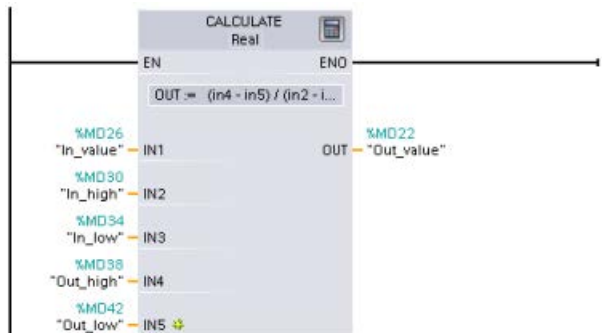 CALCULATE
Real
EN ENO
OUT := (in4 - in5) / (in2 - i...
%MD26
"In_value" IN1
%MD22
OUT "Out_value"
%MD30
"In_high" IN2
%MD34
"In_low" IN3
%MD38
"Out_high" IN4
%MD42
"Out_low" IN5